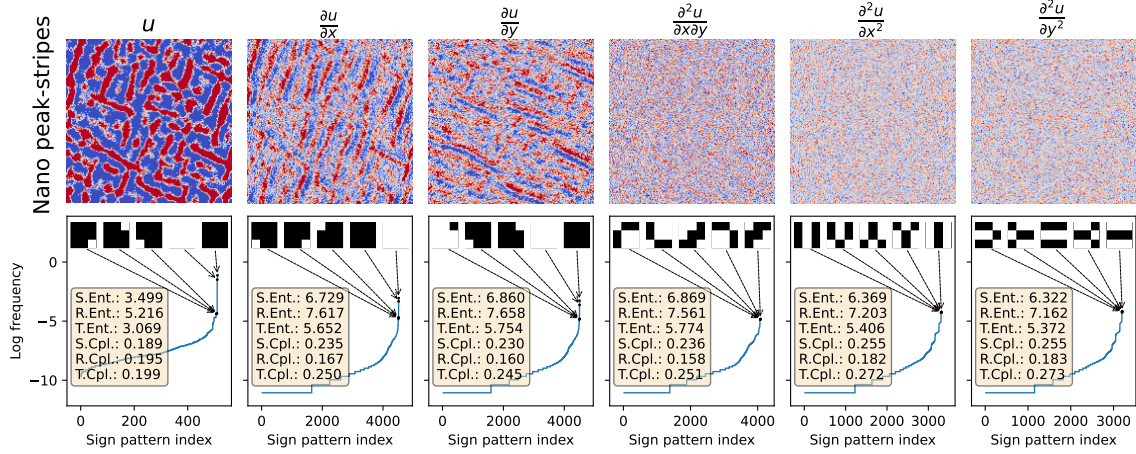 u
∂u/∂x
∂u/∂y
∂²u/∂x∂y
∂²u/∂x²
∂²u/∂y²
Nano peak-stripes
Log frequency
0
−5
−10
S.Ent.: 3.499
R.Ent.: 5.216
T.Ent.: 3.069
S.Cpl.: 0.189
R.Cpl.: 0.195
T.Cpl.: 0.199
0 200 400
Sign pattern index
S.Ent.: 6.729
R.Ent.: 7.617
T.Ent.: 5.652
S.Cpl.: 0.235
R.Cpl.: 0.167
T.Cpl.: 0.250
0 2000 4000
Sign pattern index
S.Ent.: 6.860
R.Ent.: 7.658
T.Ent.: 5.754
S.Cpl.: 0.230
R.Cpl.: 0.160
T.Cpl.: 0.245
0 2000 4000
Sign pattern index
S.Ent.: 6.869
R.Ent.: 7.561
T.Ent.: 5.774
S.Cpl.: 0.236
R.Cpl.: 0.158
T.Cpl.: 0.251
0 2000 4000
Sign pattern index
S.Ent.: 6.369
R.Ent.: 7.203
T.Ent.: 5.406
S.Cpl.: 0.255
R.Cpl.: 0.182
T.Cpl.: 0.272
0 1000 2000 3000
Sign pattern index
S.Ent.: 6.322
R.Ent.: 7.162
T.Ent.: 5.372
S.Cpl.: 0.255
R.Cpl.: 0.183
T.Cpl.: 0.273
0 1000 2000 3000
Sign pattern index